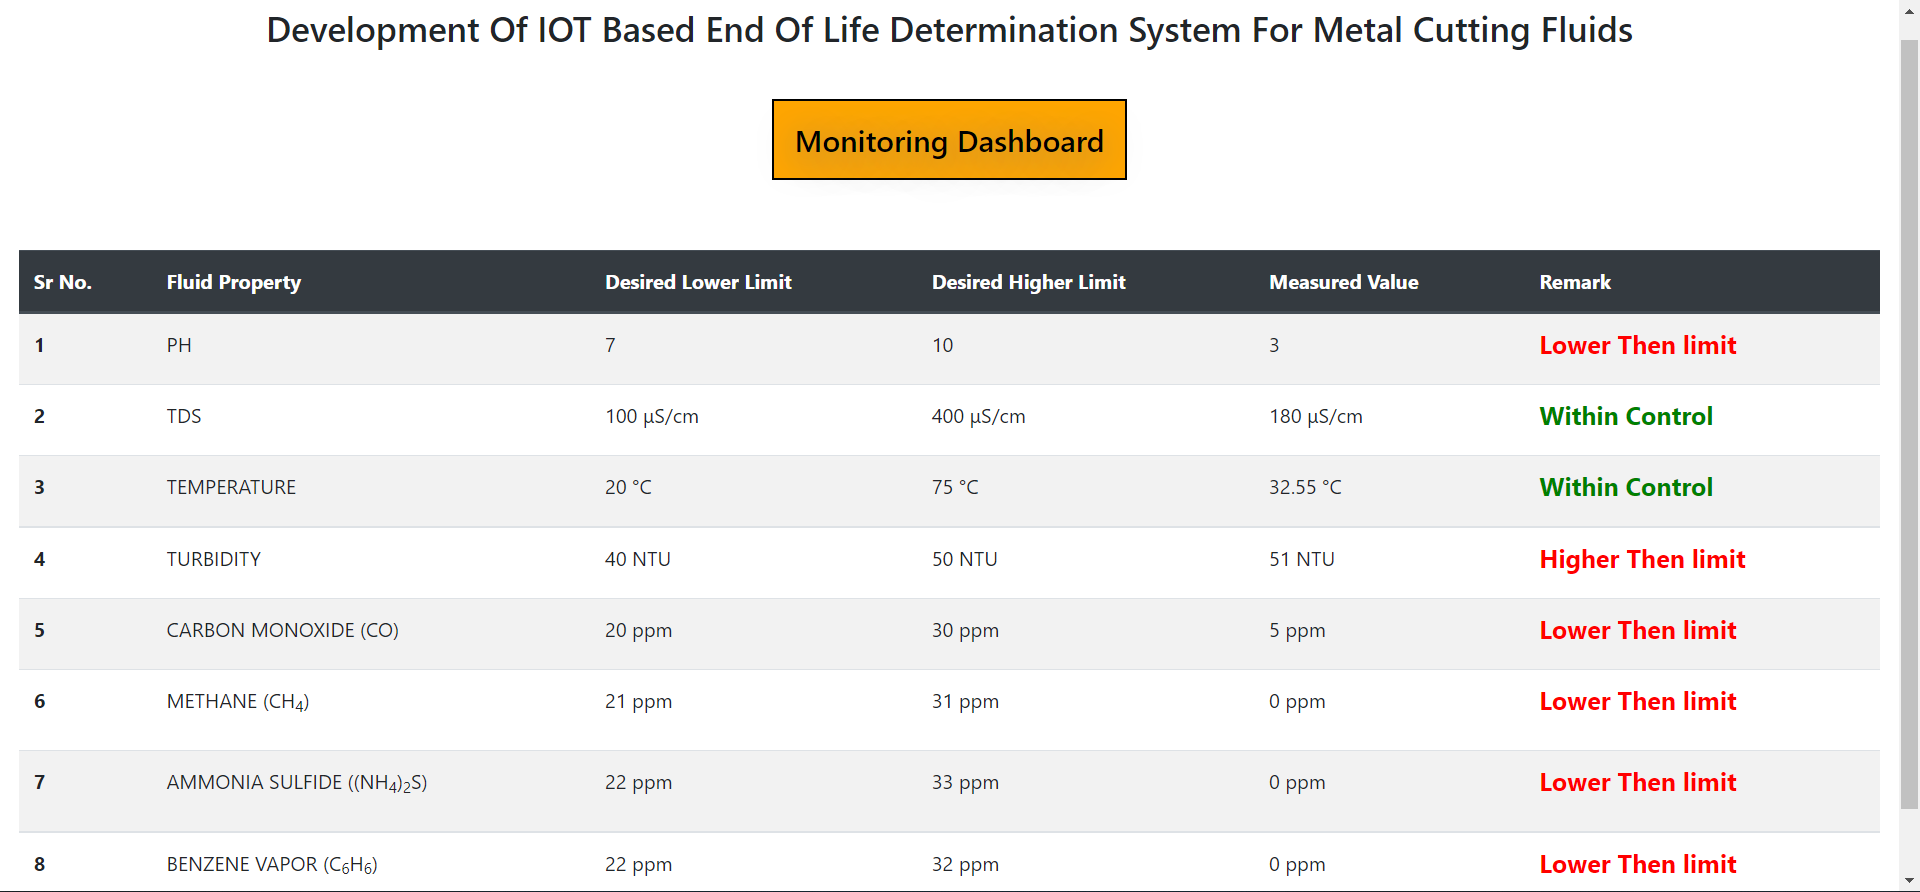 Development Of IOT Based End Of Life Determination System For Metal Cutting Fluids
Monitoring Dashboard
Sr No. Fluid Property Desired Lower Limit Desired Higher Limit Measured Value Remark
1 PH 7 10 3 Lower Then limit
2 TDS 100 µS/cm 400 µS/cm 180 µS/cm Within Control
3 TEMPERATURE 20 °C 75 °C 32.55 °C Within Control
4 TURBIDITY 40 NTU 50 NTU 51 NTU Higher Then limit
5 CARBON MONOXIDE (CO) 20 ppm 30 ppm 5 ppm Lower Then limit
6 METHANE (CH₄) 21 ppm 31 ppm 0 ppm Lower Then limit
7 AMMONIA SULFIDE ((NH₄)₂S) 22 ppm 33 ppm 0 ppm Lower Then limit
8 BENZENE VAPOR (C₆H₆) 22 ppm 32 ppm 0 ppm Lower Then limit